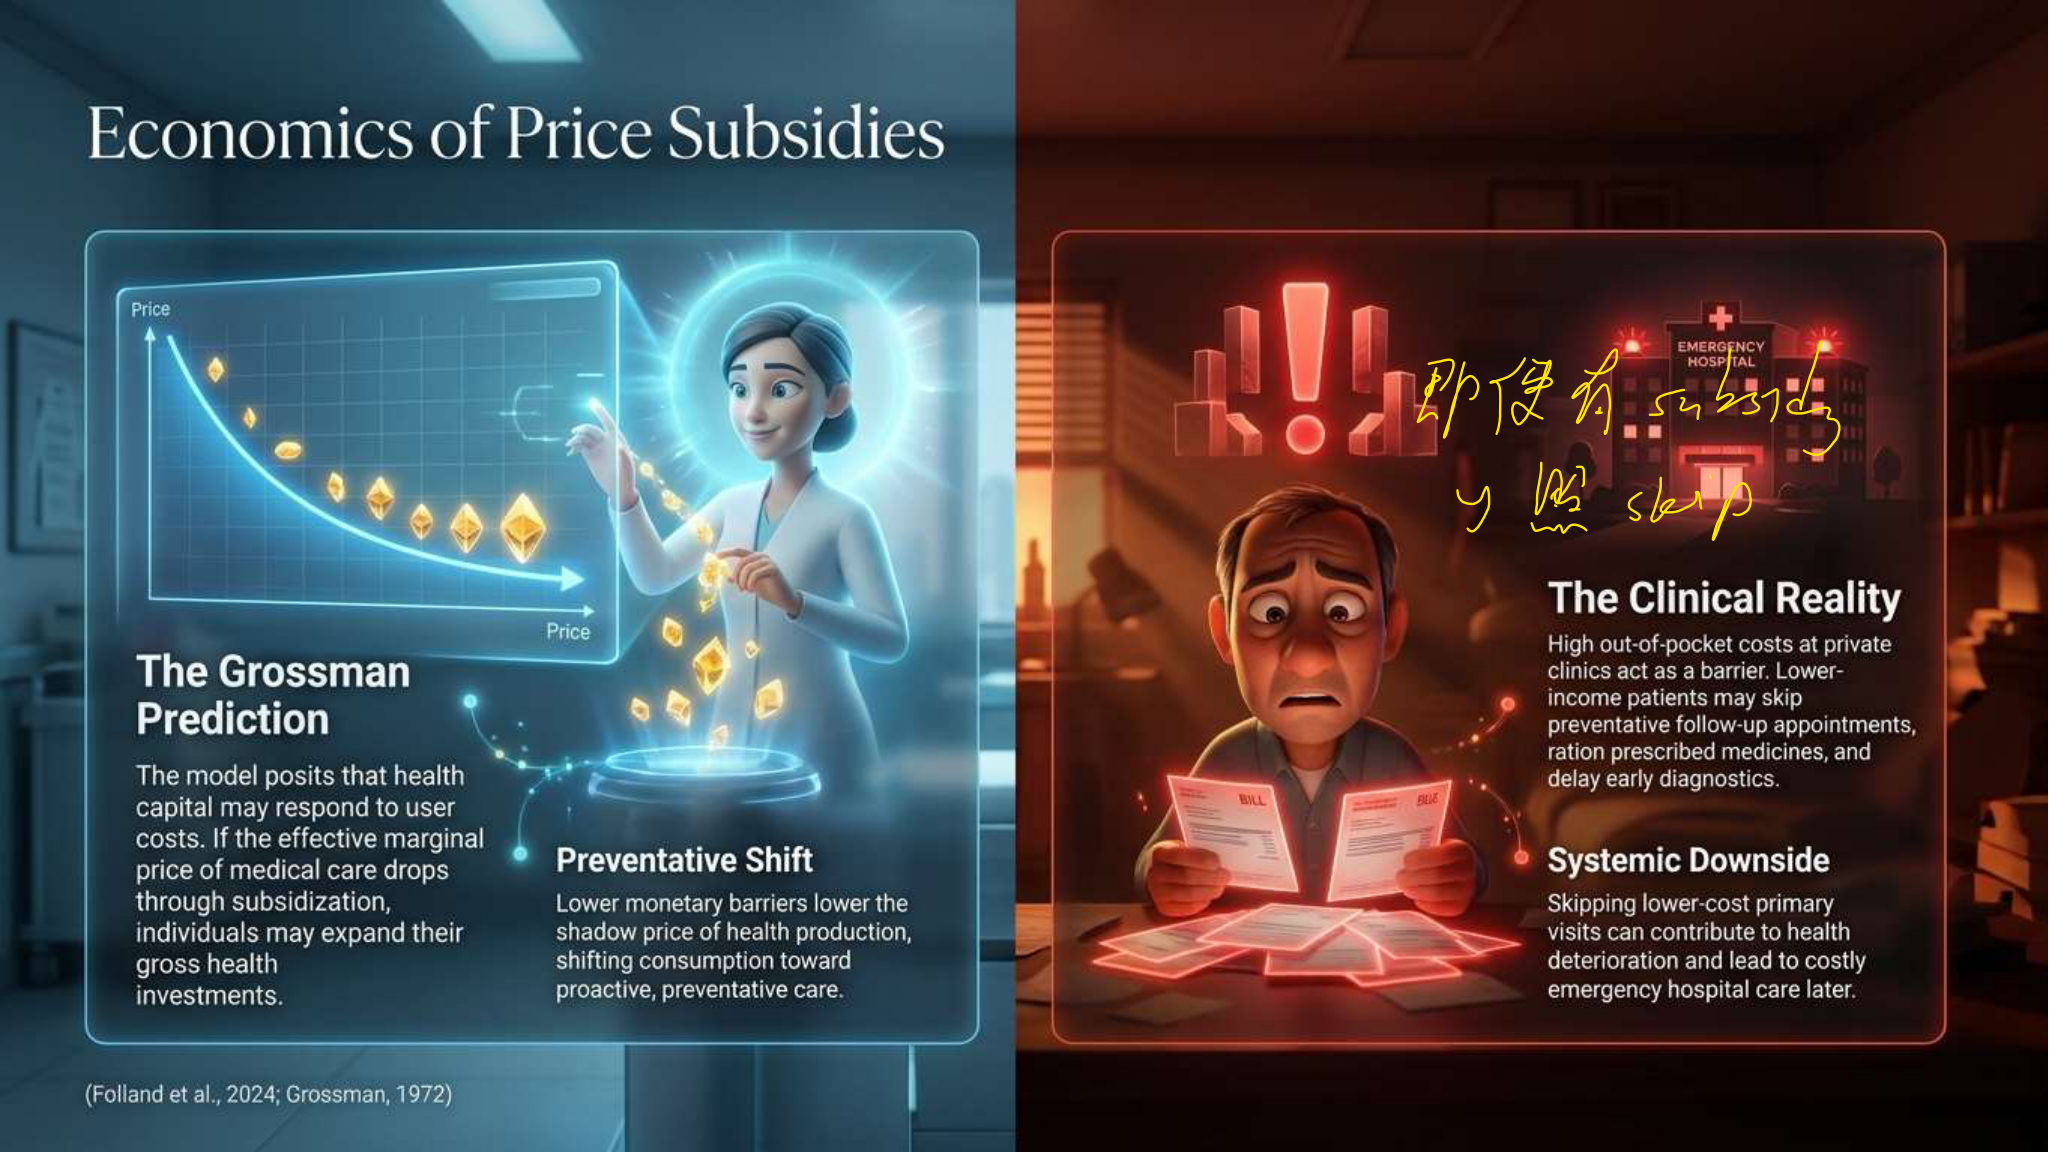 Economics of Price Subsidies
Price
Price
The Grossman
Prediction
The model posits that health
capital may respond to user
costs. If the effective marginal
price of medical care drops
through subsidization,
individuals may expand their
gross health
investments.
Preventative Shift
Lower monetary barriers lower the
shadow price of health production,
shifting consumption toward
proactive, preventative care.
(Folland et al., 2024; Grossman, 1972)
EMERGENCY
HOSPITAL
即使有 subsidy
照 skip
The Clinical Reality
High out-of-pocket costs at private
clinics act as a barrier. Lower-
income patients may skip
preventative follow-up appointments,
ration prescribed medicines, and
delay early diagnostics.
BILL
Systemic Downside
Skipping lower-cost primary
visits can contribute to health
deterioration and lead to costly
emergency hospital care later.